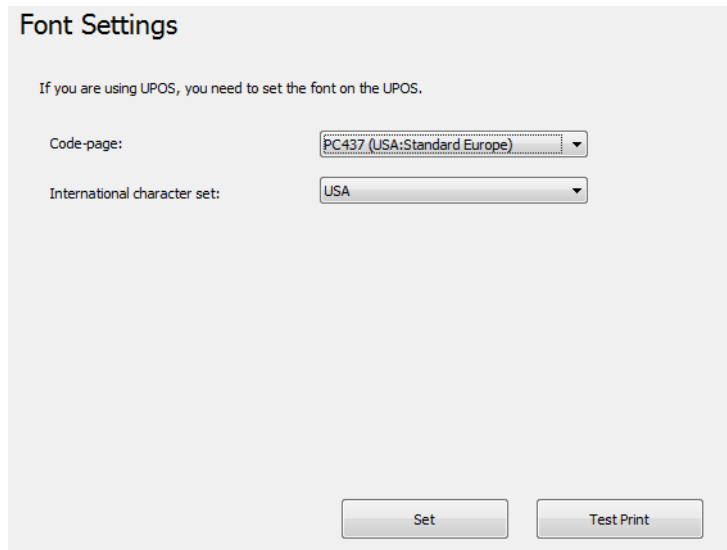 Font Settings
If you are using UPOS, you need to set the font on the UPOS.
Code-page: PC437 (USA:Standard Europe)
International character set: USA
Set Test Print